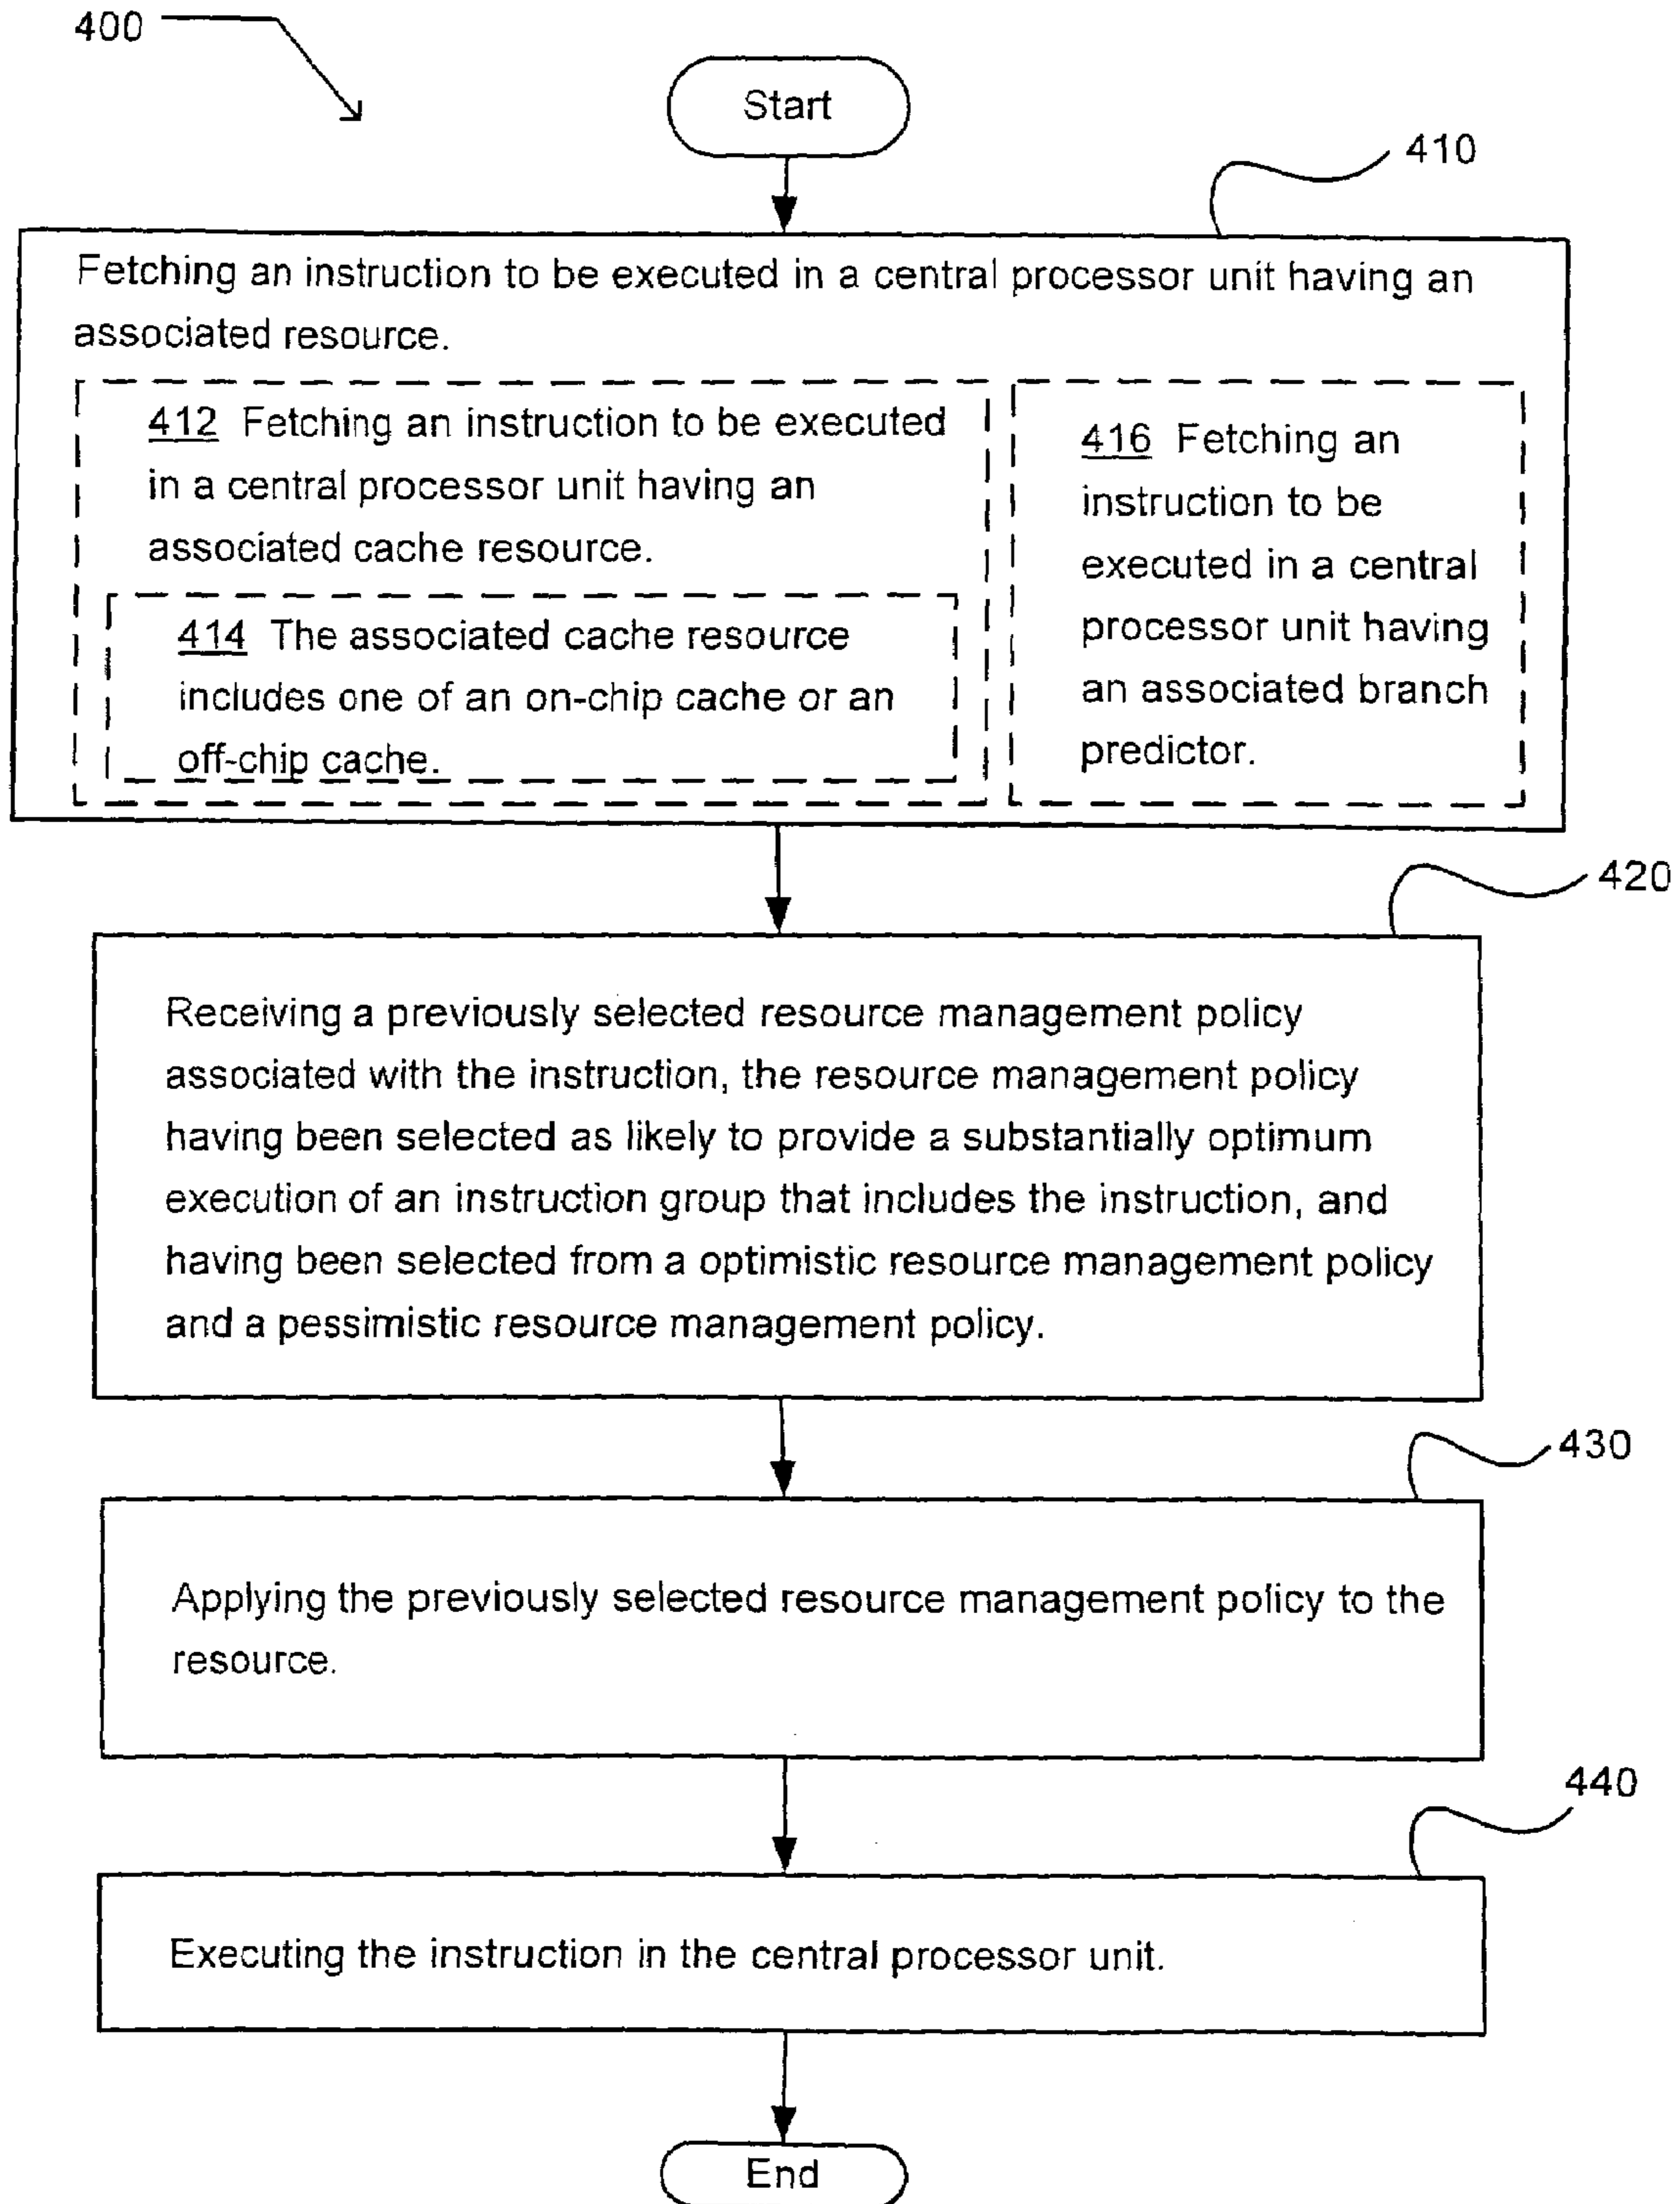 400
Start
410
Fetching an instruction to be executed in a central processor unit having an
associated resource.
412 Fetching an instruction to be executed
in a central processor unit having an
associated cache resource.
414 The associated cache resource
includes one of an on-chip cache or an
off-chip cache.
416 Fetching an
instruction to be
executed in a central
processor unit having
an associated branch
predictor.
420
Receiving a previously selected resource management policy
associated with the instruction, the resource management policy
having been selected as likely to provide a substantially optimum
execution of an instruction group that includes the instruction, and
having been selected from a optimistic resource management policy
and a pessimistic resource management policy.
430
Applying the previously selected resource management policy to the
resource.
440
Executing the instruction in the central processor unit.
End